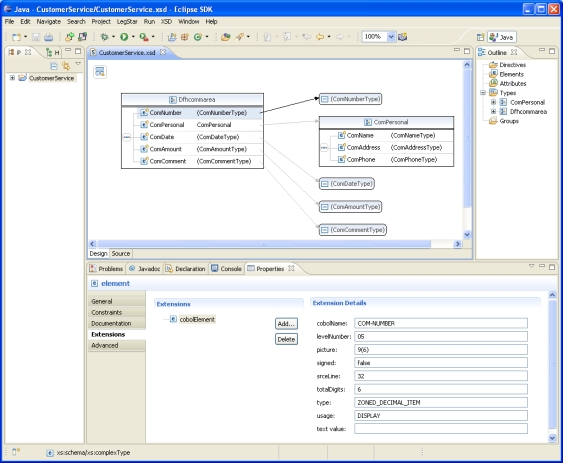 Java - CustomerService/CustomerService.xsd - Eclipse SDK
File Edit Navigate Search Project LegStar Run XSD Window Help
100%
Java
P
H
CustomerService
CustomerService.xsd
Dfhcommarea
ComNumber (ComNumberType)
ComPersonal ComPersonal
ComDate (ComDateType)
ComAmount (ComAmountType)
ComComment (ComCommentType)
(ComNumberType)
ComPersonal
ComName (ComNameType)
ComAddress (ComAddressType)
ComPhone (ComPhoneType)
(ComDateType)
(ComAmountType)
(ComCommentType)
Design Source
Outline
Directives
Elements
Attributes
Types
ComPersonal
Dfhcommarea
Groups
Problems Javadoc Declaration Console Properties
element
General
Constraints
Documentation
Extensions
Advanced
Extensions
cobolElement
Add...
Delete
Extension Details
cobolName: COM-NUMBER
levelNumber: 05
picture: 9(6)
signed: false
srceLine: 32
totalDigits: 6
type: ZONED_DECIMAL_ITEM
usage: DISPLAY
text value:
xs:schema/xs:complexType